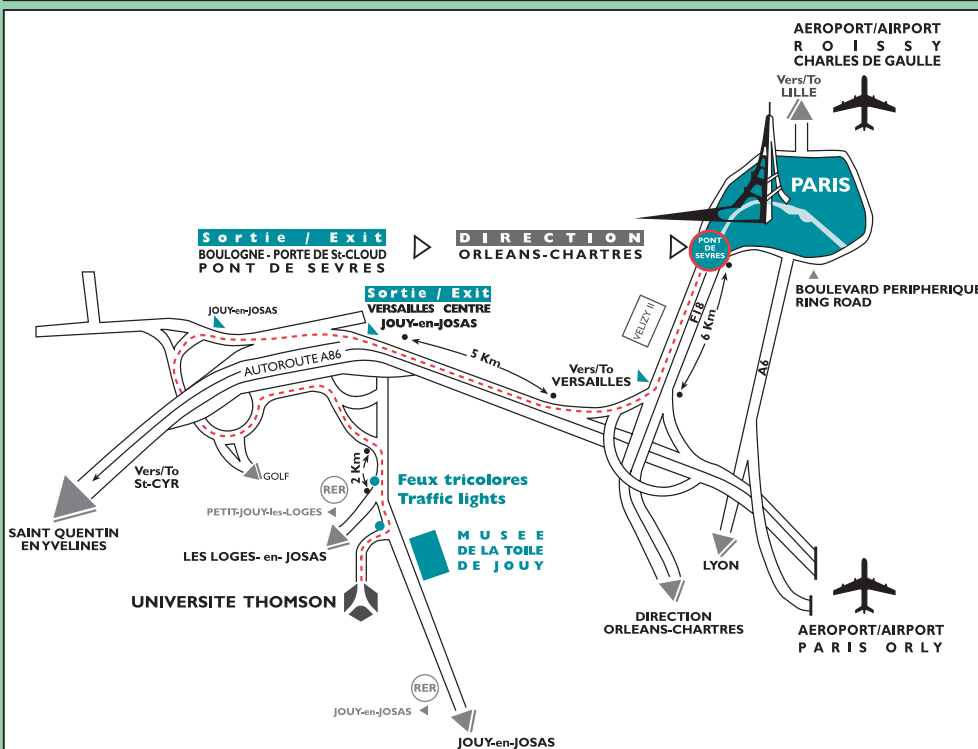 AEROPORT/AIRPORT
ROISSY
CHARLES DE GAULLE
Vers/To
LILLE
PARIS
Sortie / Exit
BOULOGNE - PORTE DE St-CLOUD
PONT DE SEVRES
DIRECTION
ORLEANS-CHARTRES
PONT
DE
SEVRES
BOULEVARD PERIPHERIQUE
RING ROAD
Sortie / Exit
VERSAILLES CENTRE
JOUY-en-JOSAS
JOUY-en-JOSAS
VELIZY II
F18
6 Km
A6
5 Km
AUTOROUTE A86
Vers/To
VERSAILLES
Vers/To
St-CYR
GOLF
2 Km
RER
Feux tricolores
Traffic lights
PETIT-JOUY-les-LOGES
SAINT QUENTIN
EN YVELINES
LES LOGES- en- JOSAS
MUSEE
DE LA TOILE
DE JOUY
LYON
UNIVERSITE THOMSON
DIRECTION
ORLEANS-CHARTRES
AEROPORT/AIRPORT
PARIS ORLY
RER
JOUY-en-JOSAS
JOUY-en-JOSAS